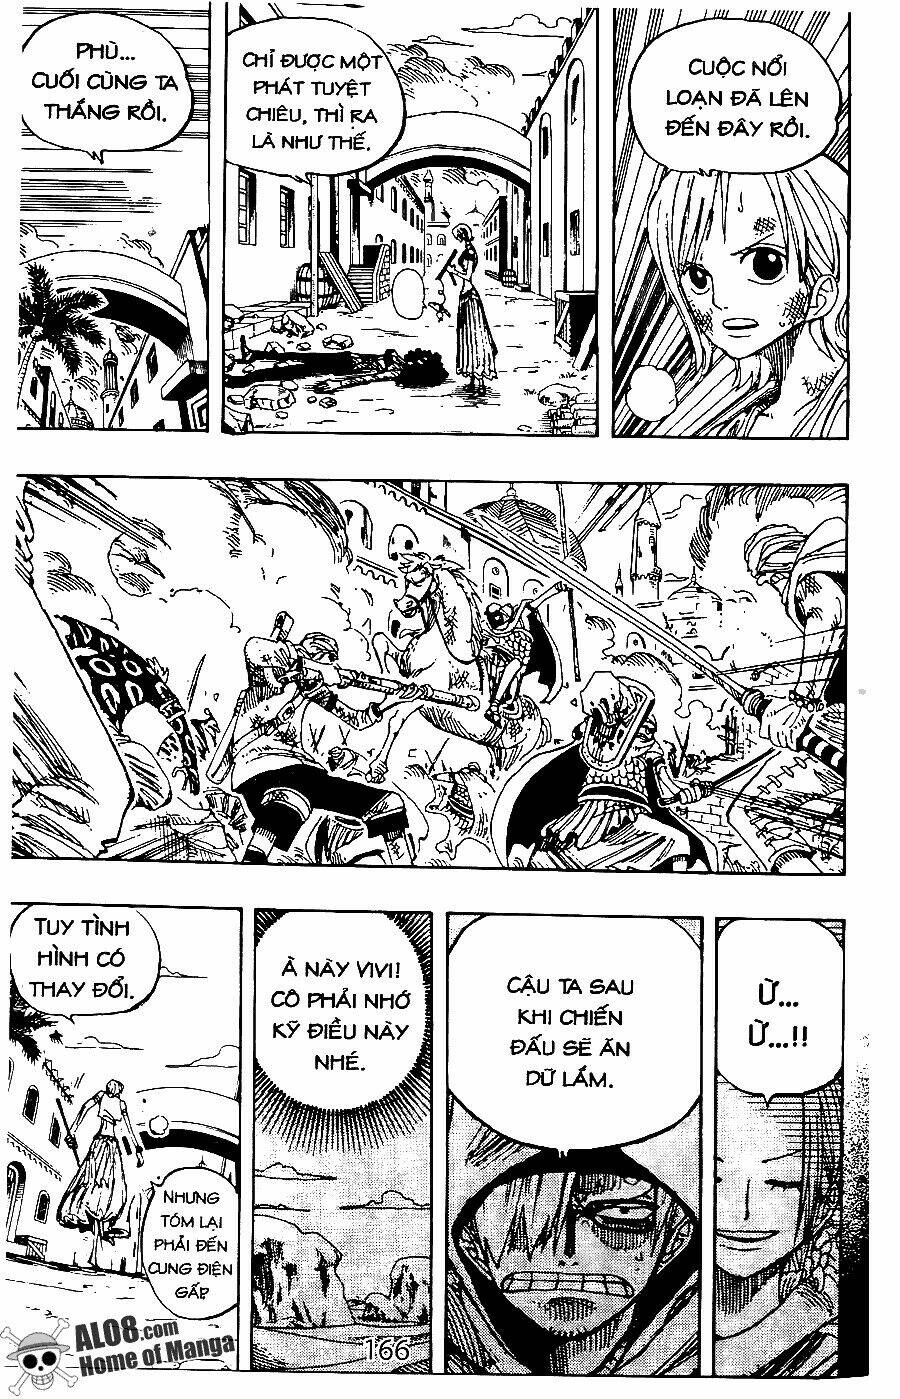 PHÙ...
CUỐI CÙNG TA
THẮNG RỒI.
CHỈ ĐƯỢC MỘT
PHÁT TUYỆT
CHIÊU, THÌ RA
LÀ NHƯ THẾ.
CUỘC NỔI
LOẠN ĐÃ LÊN
ĐẾN ĐÂY RỒI.
TUY TÌNH
HÌNH CÓ
THAY ĐỔI.
NHƯNG
TÓM LẠI
PHẢI ĐẾN
CUNG ĐIỆN
GẤP
À NÀY VIVI!
CÔ PHẢI NHỚ
KỸ ĐIỀU NÀY
NHÉ.
CẬU TA SAU
KHI CHIẾN
ĐẤU SẼ ĂN
DỮ LẮM.
Ừ...
Ừ...!!
166
ALO8.com
Home of Manga